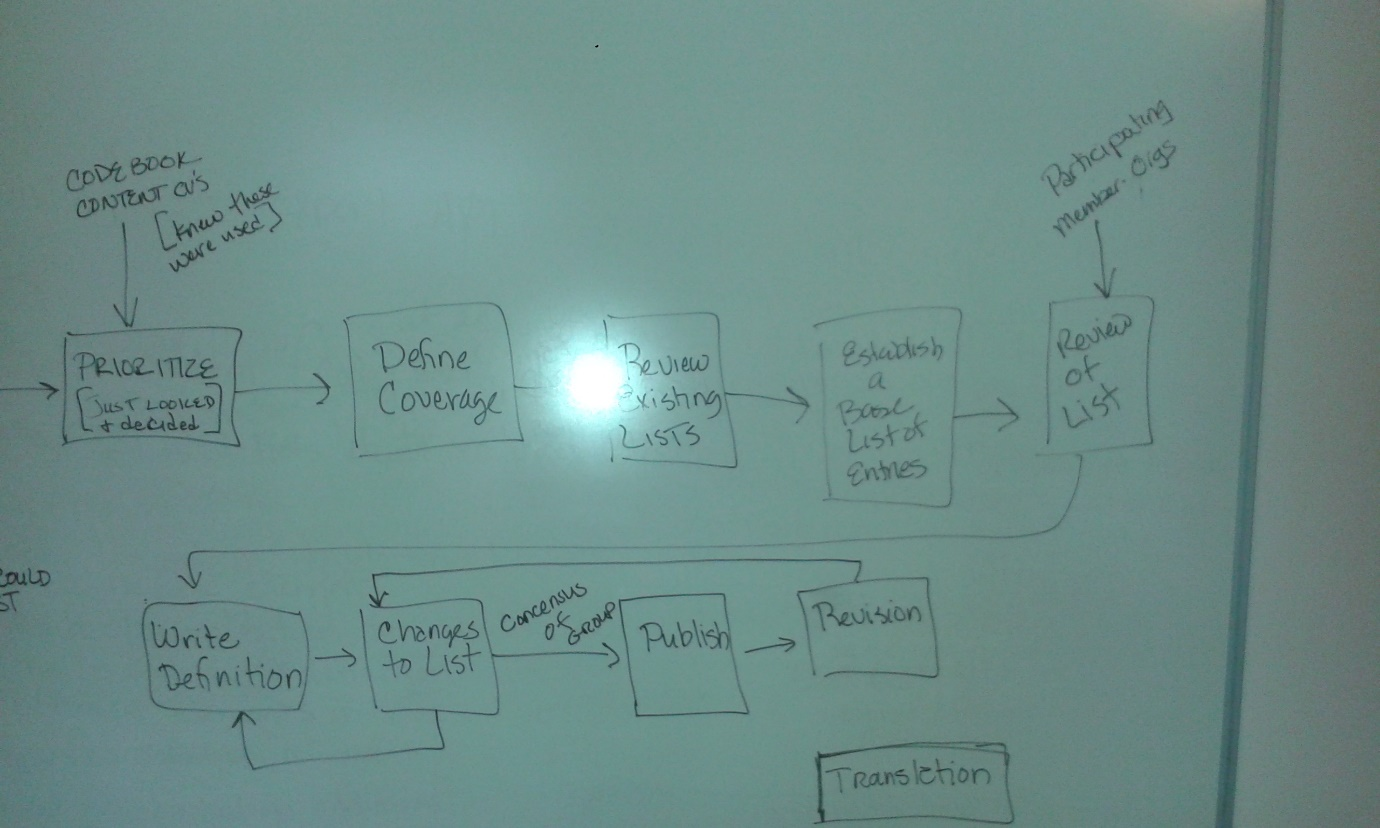 CODEBOOK
CONTENT CV'S
[knew these
were used]
Participating
member. Orgs
PRIORITIZE
[JUST LOOKED
+ decided]
Define
Coverage
Review
Existing
LISTS
Establish
a
Base
List of
Entries
Review
of
List
COULD
ST
Write
Definition
Changes
to List
Concensus
of
GROUP
Publish
Revision
Transletion